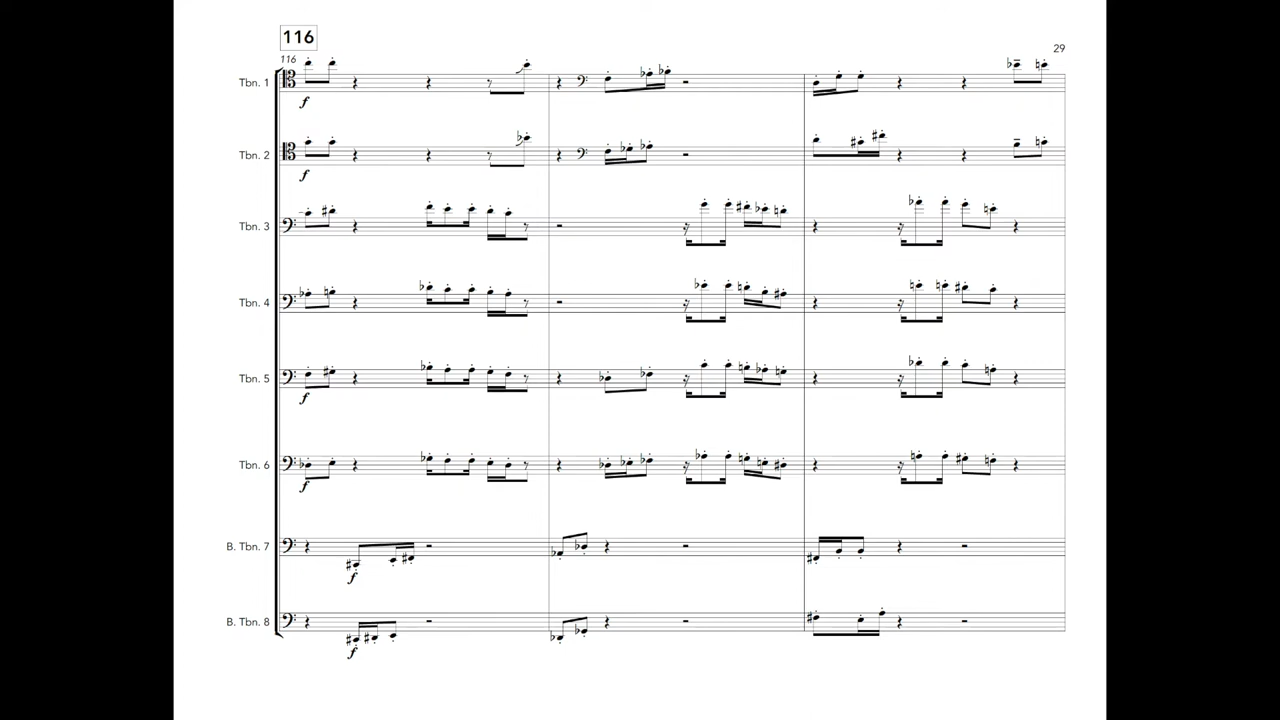 116
116
29
Tbn. 1
f
Tbn. 2
f
Tbn. 3
Tbn. 4
Tbn. 5
f
Tbn. 6
f
B. Tbn. 7
f
B. Tbn. 8
f